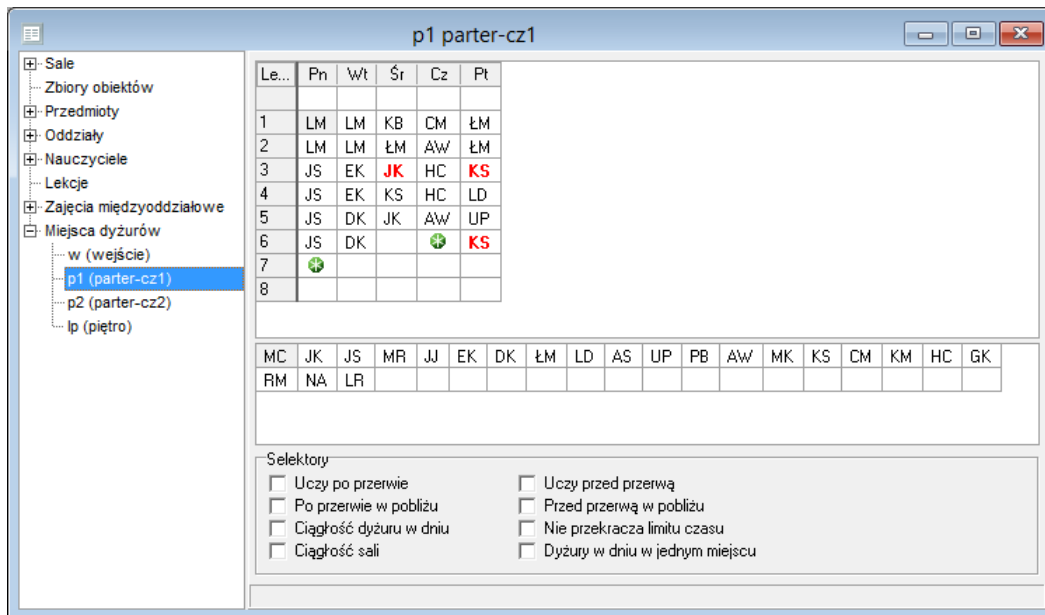 p1 parter-cz1
Sale
Zbiory obiektów
Przedmioty
Oddziały
Nauczyciele
Lekcje
Zajęcia międzyoddziałowe
Miejsca dyżurów
w (wejście)
p1 (parter-cz1)
p2 (parter-cz2)
Ip (piętro)
Le... Pn Wt Śr Cz Pt
1 LM LM KB CM ŁM
2 LM LM ŁM AW ŁM
3 JS EK JK HC KS
4 JS EK KS HC LD
5 JS DK JK AW UP
6 JS DK KS
7
8
MC JK JS MR JJ EK DK ŁM LD AS UP PB AW MK KS CM KM HC GK
RM NA LR
Selektory
Uczy po przerwie Uczy przed przerwą
Po przerwie w pobliżu Przed przerwą w pobliżu
Ciągłość dyżuru w dniu Nie przekracza limitu czasu
Ciągłość sali Dyżury w dniu w jednym miejscu